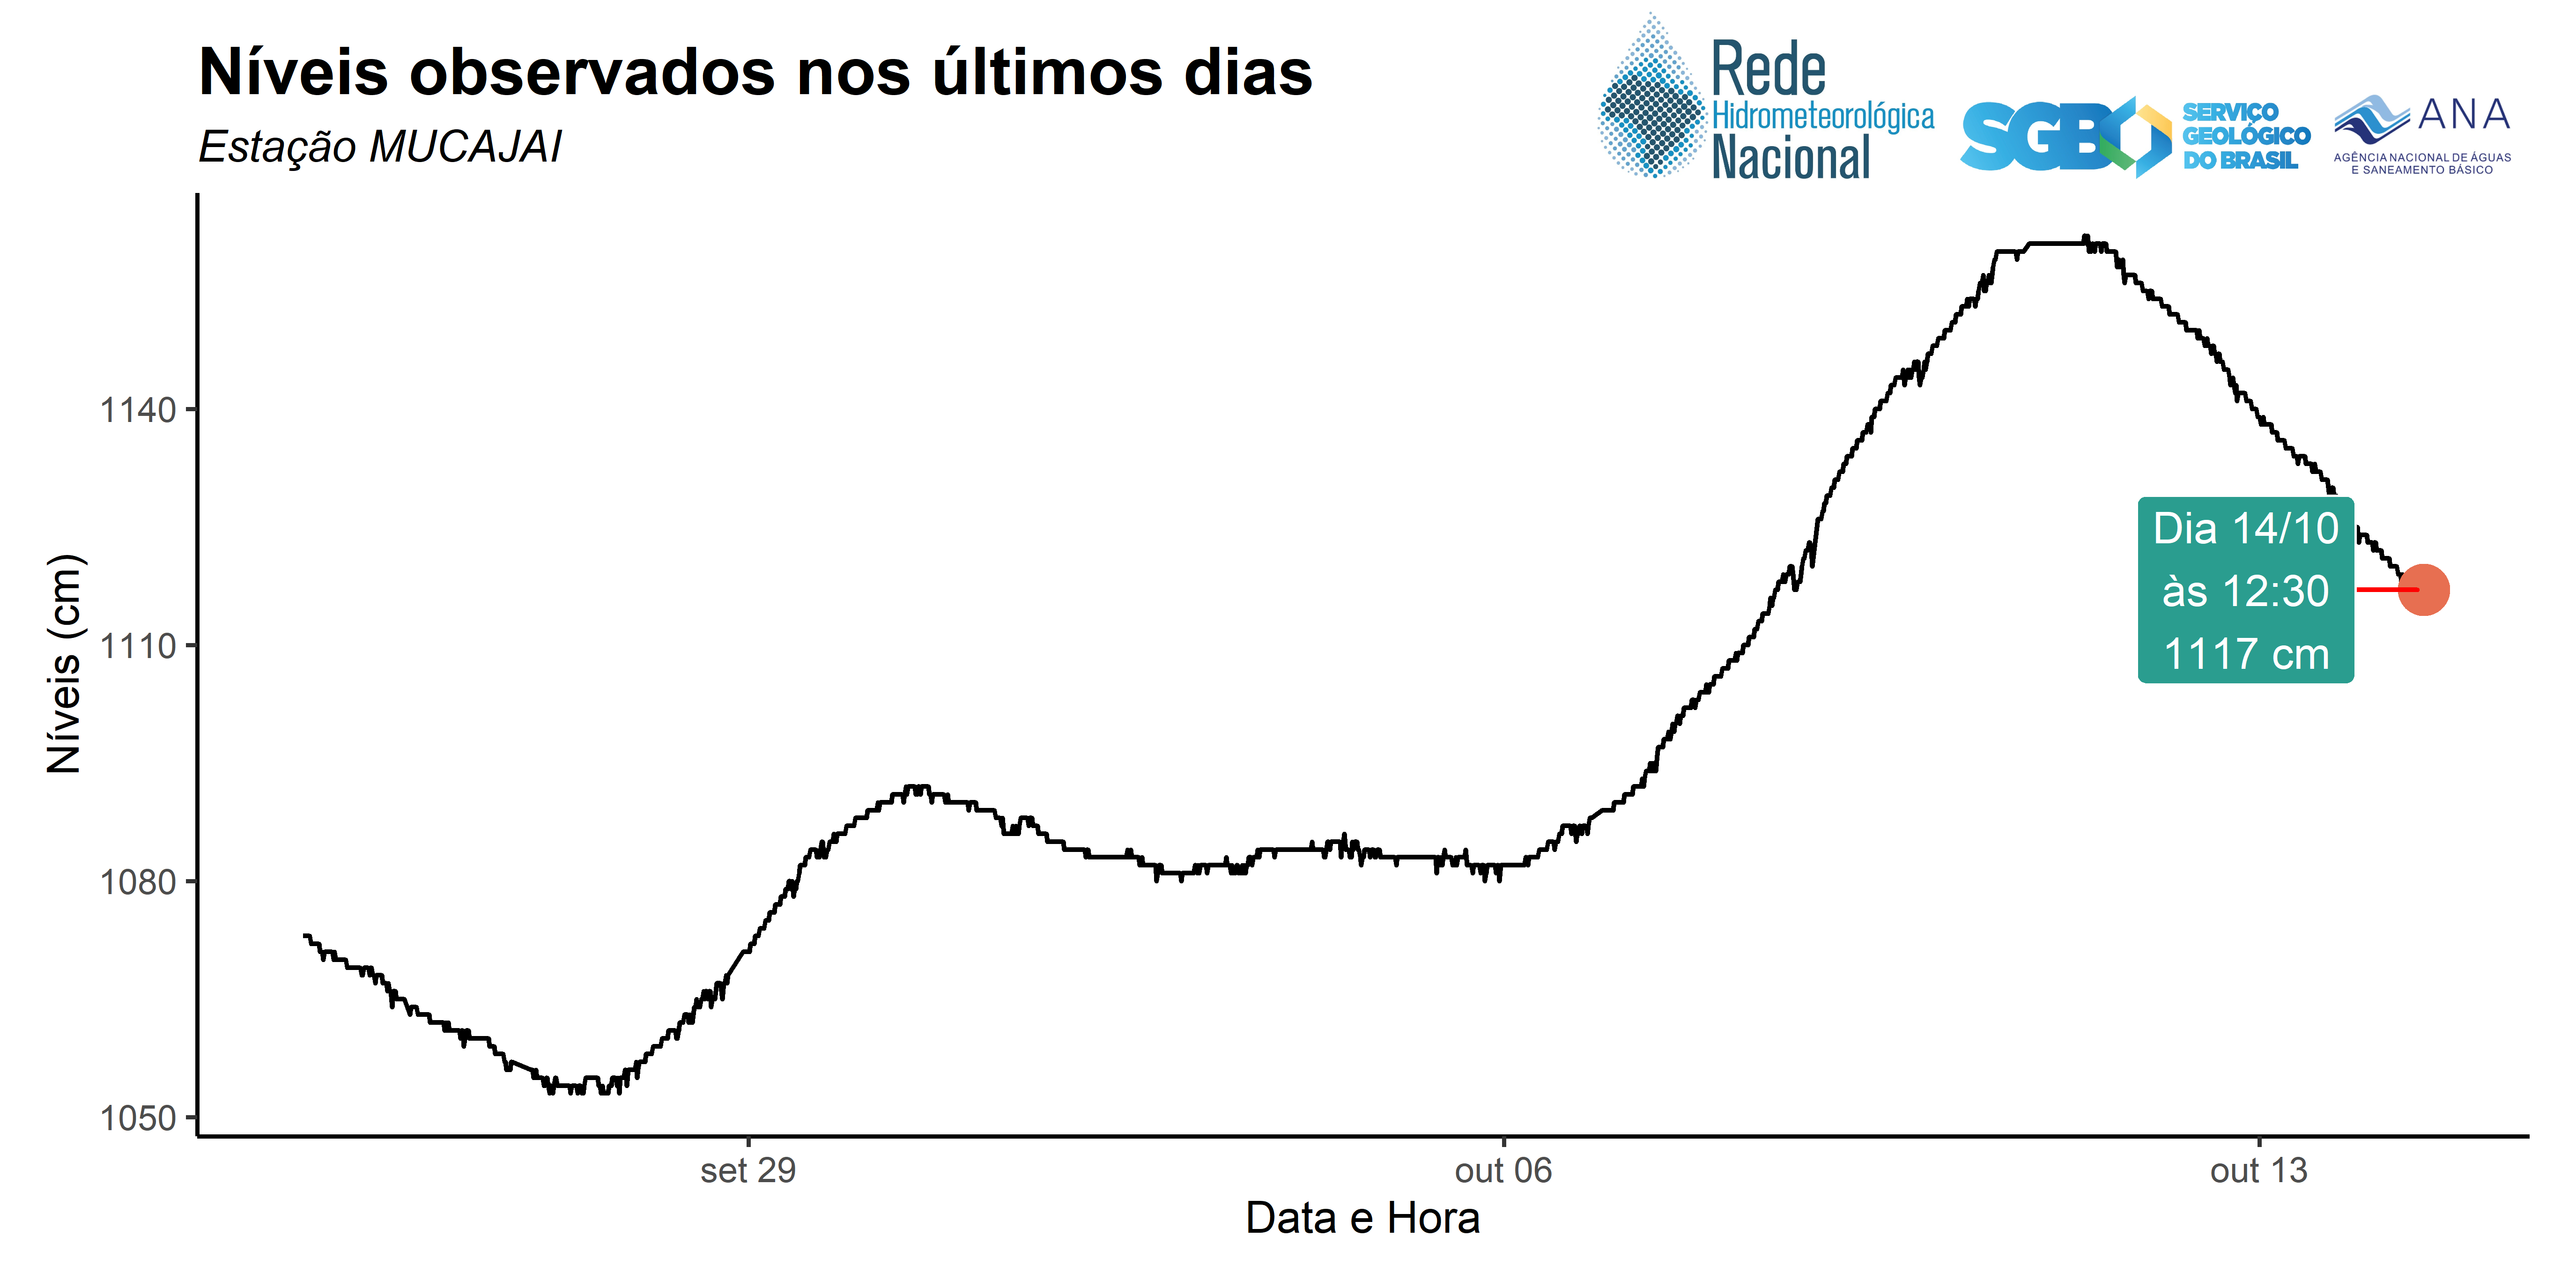 Níveis observados nos últimos dias
Estação MUCAJAI
Rede
Hidrometeorológica
Nacional
SGB
SERVIÇO
GEOLÓGICO
DO BRASIL
ANA
AGÊNCIA NACIONAL DE ÁGUAS
E SANEAMENTO BÁSICO
Níveis (cm)
1140
1110
1080
1050
Dia 14/10
às 12:30
1117 cm
set 29
out 06
out 13
Data e Hora